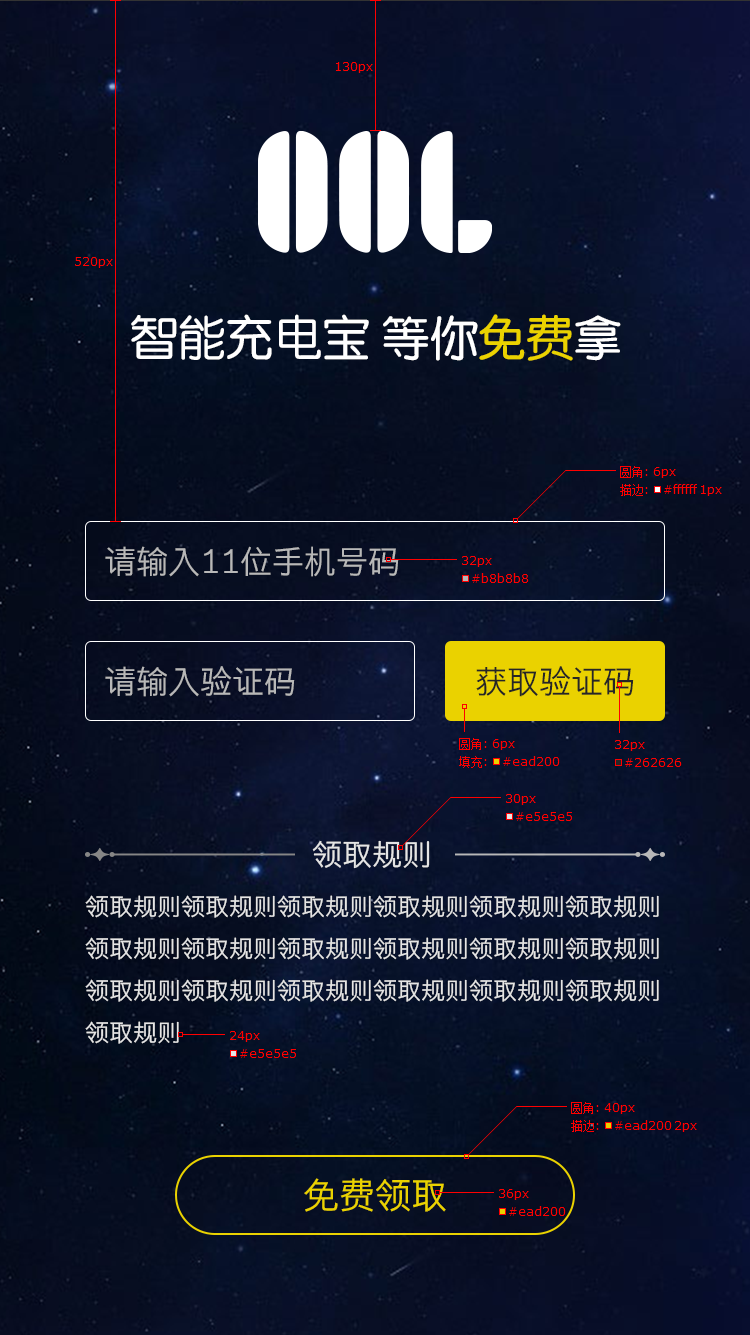 130px
OOL
520px
智能充电宝 等你免费拿
圆角: 6px
描边: #ffffff 1px
请输入11位手机号码
32px
#b8b8b8
请输入验证码
获取验证码
圆角: 6px
填充: #ead200
32px
#262626
30px
#e5e5e5
领取规则
领取规则领取规则领取规则领取规则领取规则领取规则
领取规则领取规则领取规则领取规则领取规则领取规则
领取规则领取规则领取规则领取规则领取规则领取规则
领取规则
24px
#e5e5e5
圆角: 40px
描边: #ead200 2px
免费领取
36px
#ead200